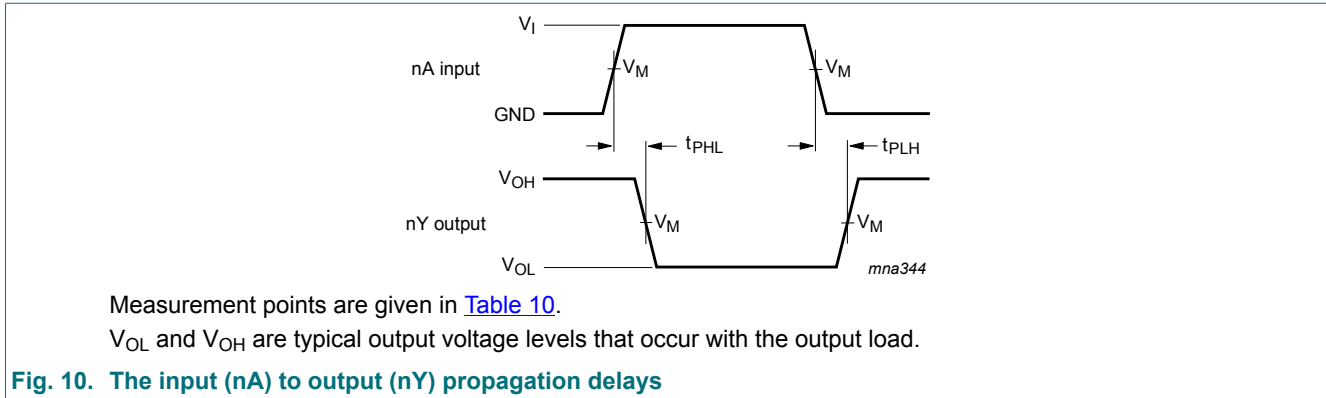 V_I
nA input
V_M
V_M
GND
t_PHL
t_PLH
V_OH
nY output
V_M
V_M
V_OL
mna344
Measurement points are given in Table 10.
V_OL and V_OH are typical output voltage levels that occur with the output load.
Fig. 10. The input (nA) to output (nY) propagation delays